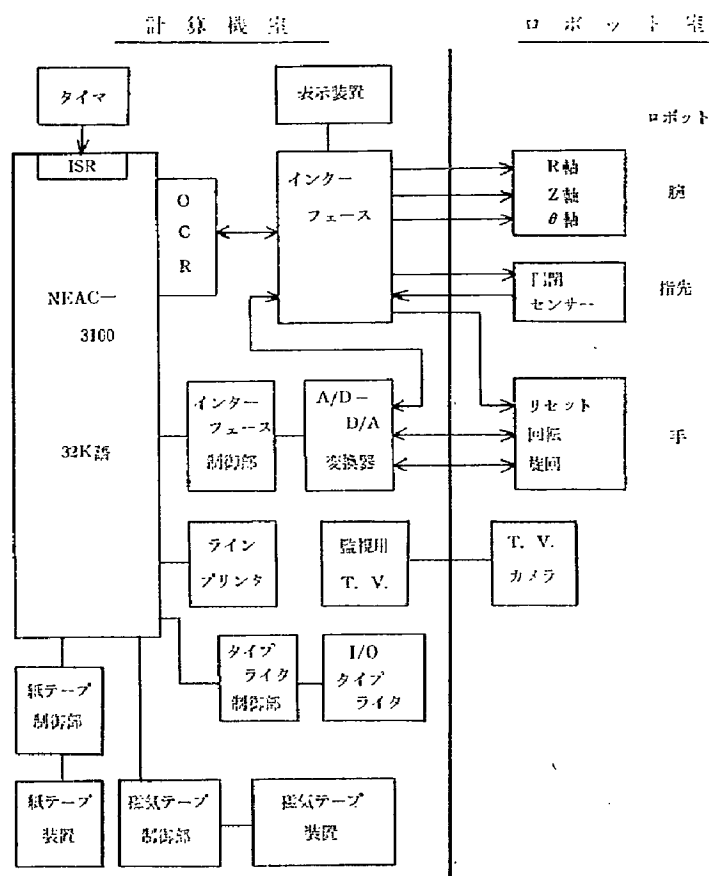 計算機室
ロボット室
タイマ
表示装置
ロボット
ISR
O
C
R
インター
フェース
R軸
Z軸
θ軸
腕
NEAC—
3100
開閉
センサー
指先
32K語
インター
フェース
制御部
A/D−
D/A
変換器
リセット
回転
旋回
手
ライン
プリンタ
監視用
T. V.
T. V.
カメラ
タイプ
ライタ
制御部
I/O
タイプ
ライタ
紙テープ
制御部
紙テープ
装置
磁気テープ
制御部
磁気テープ
装置